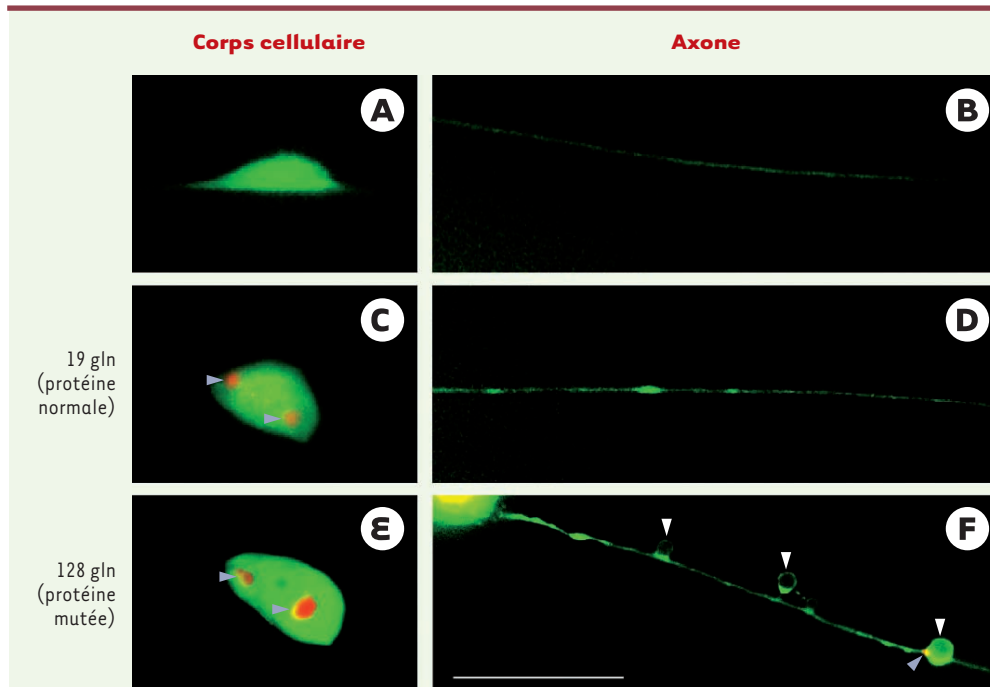 Corps cellulaire
Axone
A
B
19 gln
(protéine
normale)
C
D
128 gln
(protéine
mutée)
E
F